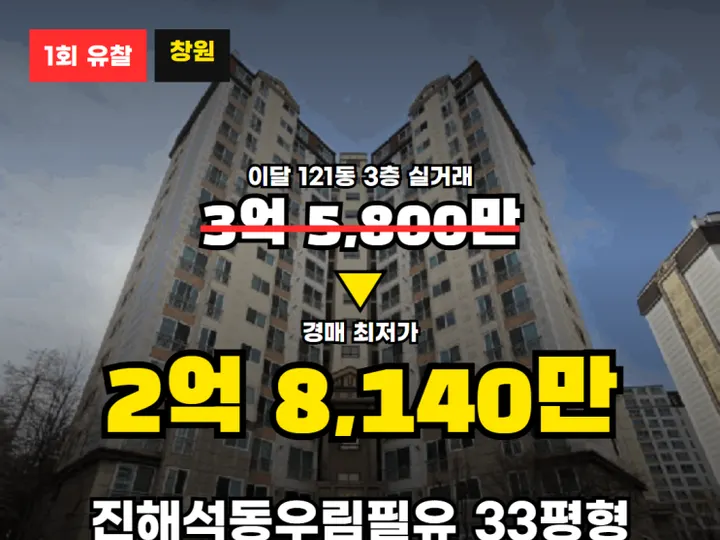 1회 유찰
창원
이달 121동 3층 실거래
3억 5,800만
경매 최저가
2억 8,140만
진해석동우림필유 33평형